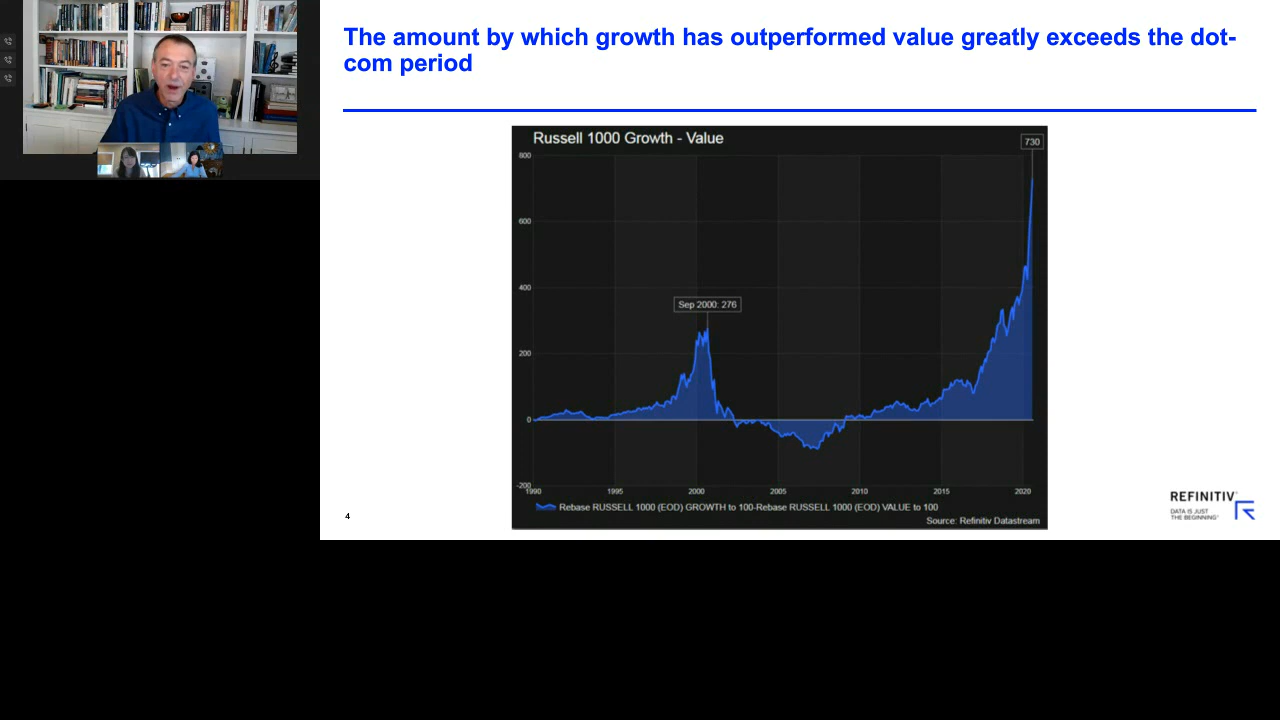 The amount by which growth has outperformed value greatly exceeds the dot-
com period
Russell 1000 Growth - Value
730
800
600
400
Sep 2000: 276
200
0
-200
1990 1995 2000 2005 2010 2015 2020
Rebase RUSSELL 1000 (EOD) GROWTH to 100-Rebase RUSSELL 1000 (EOD) VALUE to 100
Source: Refinitiv Datastream
4
REFINITIV
DATA IS JUST
THE BEGINNING